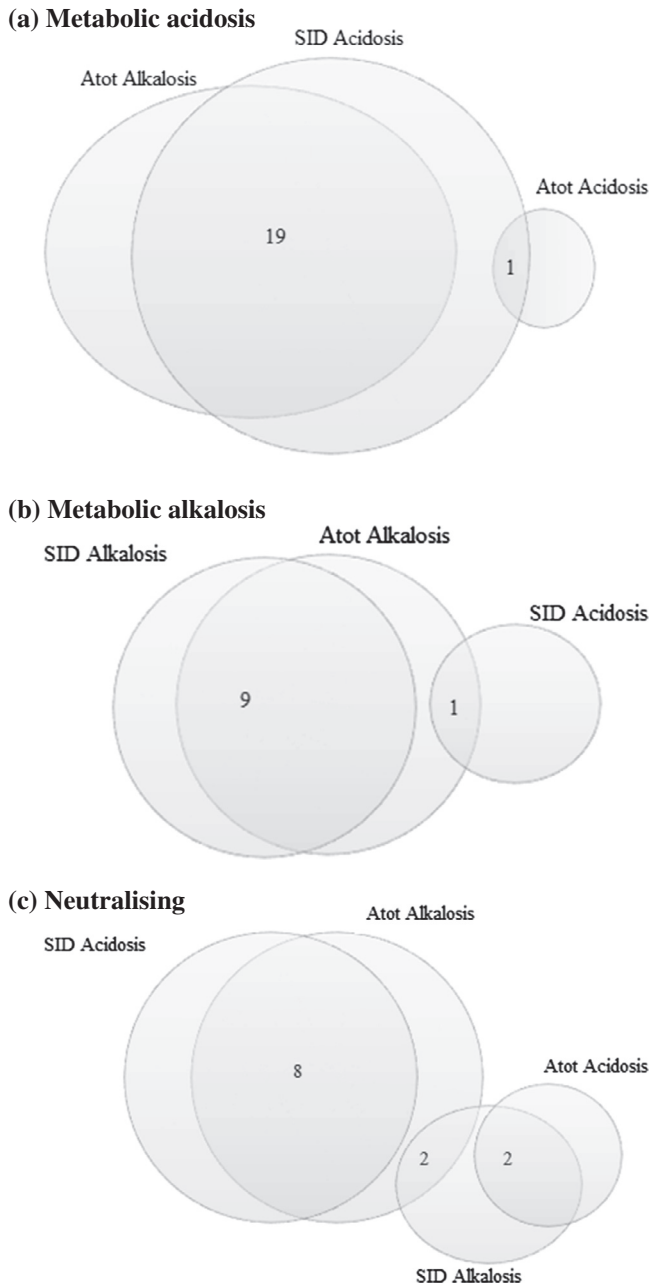 (a) Metabolic acidosis
SID Acidosis
Atot Alkalosis
Atot Acidosis
19
1
(b) Metabolic alkalosis
Atot Alkalosis
SID Alkalosis
SID Acidosis
9
1
(c) Neutralising
Atot Alkalosis
SID Acidosis
8
Atot Acidosis
2
2
SID Alkalosis